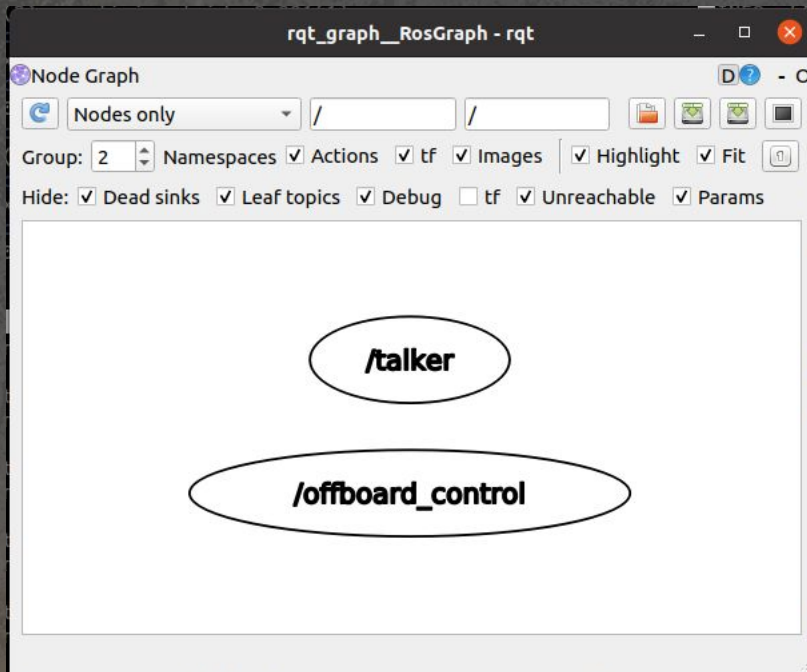 rqt_graph__RosGraph - rqt
Node Graph D ? - O
Nodes only / /
Group: 2 Namespaces Actions tf Images Highlight Fit
Hide: Dead sinks Leaf topics Debug tf Unreachable Params
/talker
/offboard_control